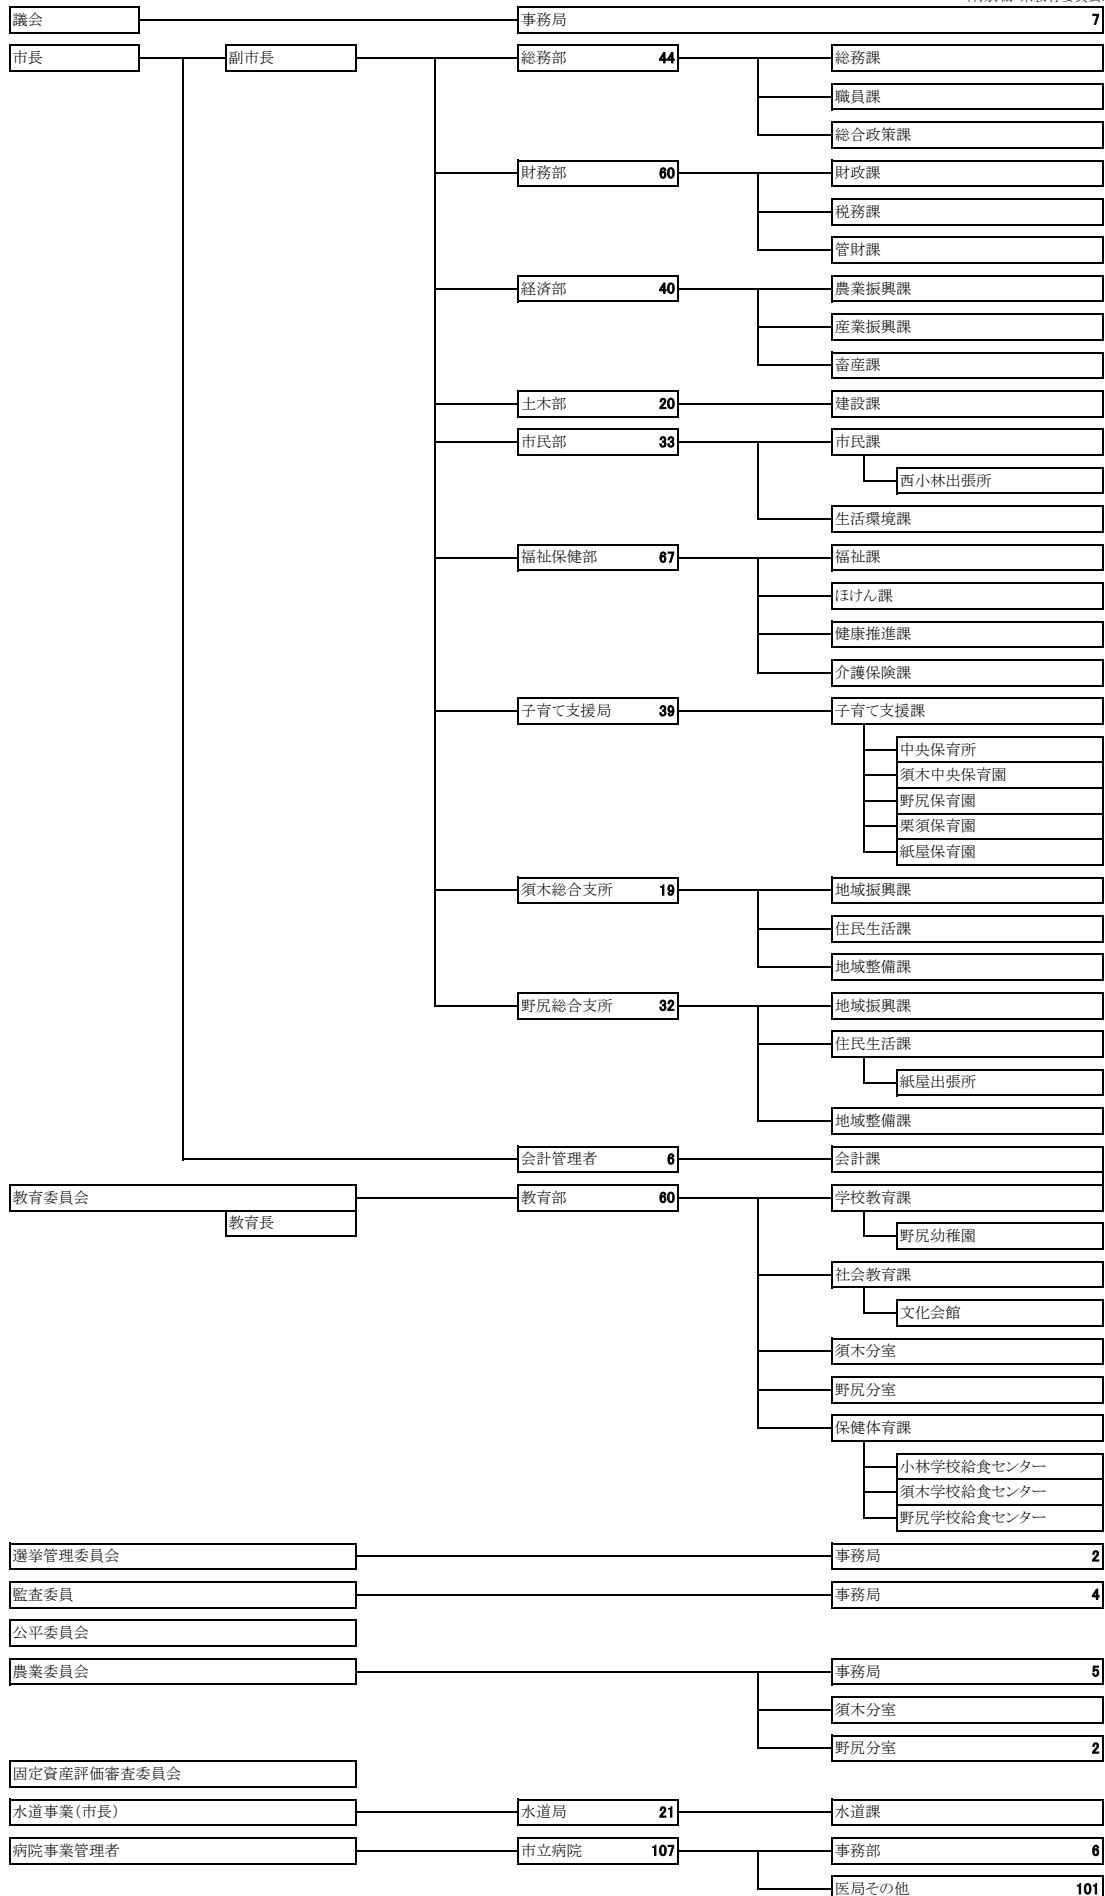 議会 事務局 7
市長 副市長 総務部 44 総務課
職員課
総合政策課
財務部 60 財政課
税務課
管財課
経済部 40 農業振興課
産業振興課
畜産課
土木部 20 建設課
市民部 33 市民課
西小林出張所
生活環境課
福祉保健部 67 福祉課
ほけん課
健康推進課
介護保険課
子育て支援局 39 子育て支援課
中央保育所
須木中央保育園
野尻保育園
栗須保育園
紙屋保育園
須木総合支所 19 地域振興課
住民生活課
地域整備課
野尻総合支所 32 地域振興課
住民生活課
紙屋出張所
地域整備課
会計管理者 6 会計課
教育委員会 教育部 60 学校教育課
教育長
野尻幼稚園
社会教育課
文化会館
須木分室
野尻分室
保健体育課
小林学校給食センター
須木学校給食センター
野尻学校給食センター
選挙管理委員会 事務局 2
監査委員 事務局 4
公平委員会
農業委員会 事務局 5
須木分室
野尻分室 2
固定資産評価審査委員会
水道事業(市長) 水道局 21 水道課
病院事業管理者 市立病院 107 事務部 6
医局その他 101